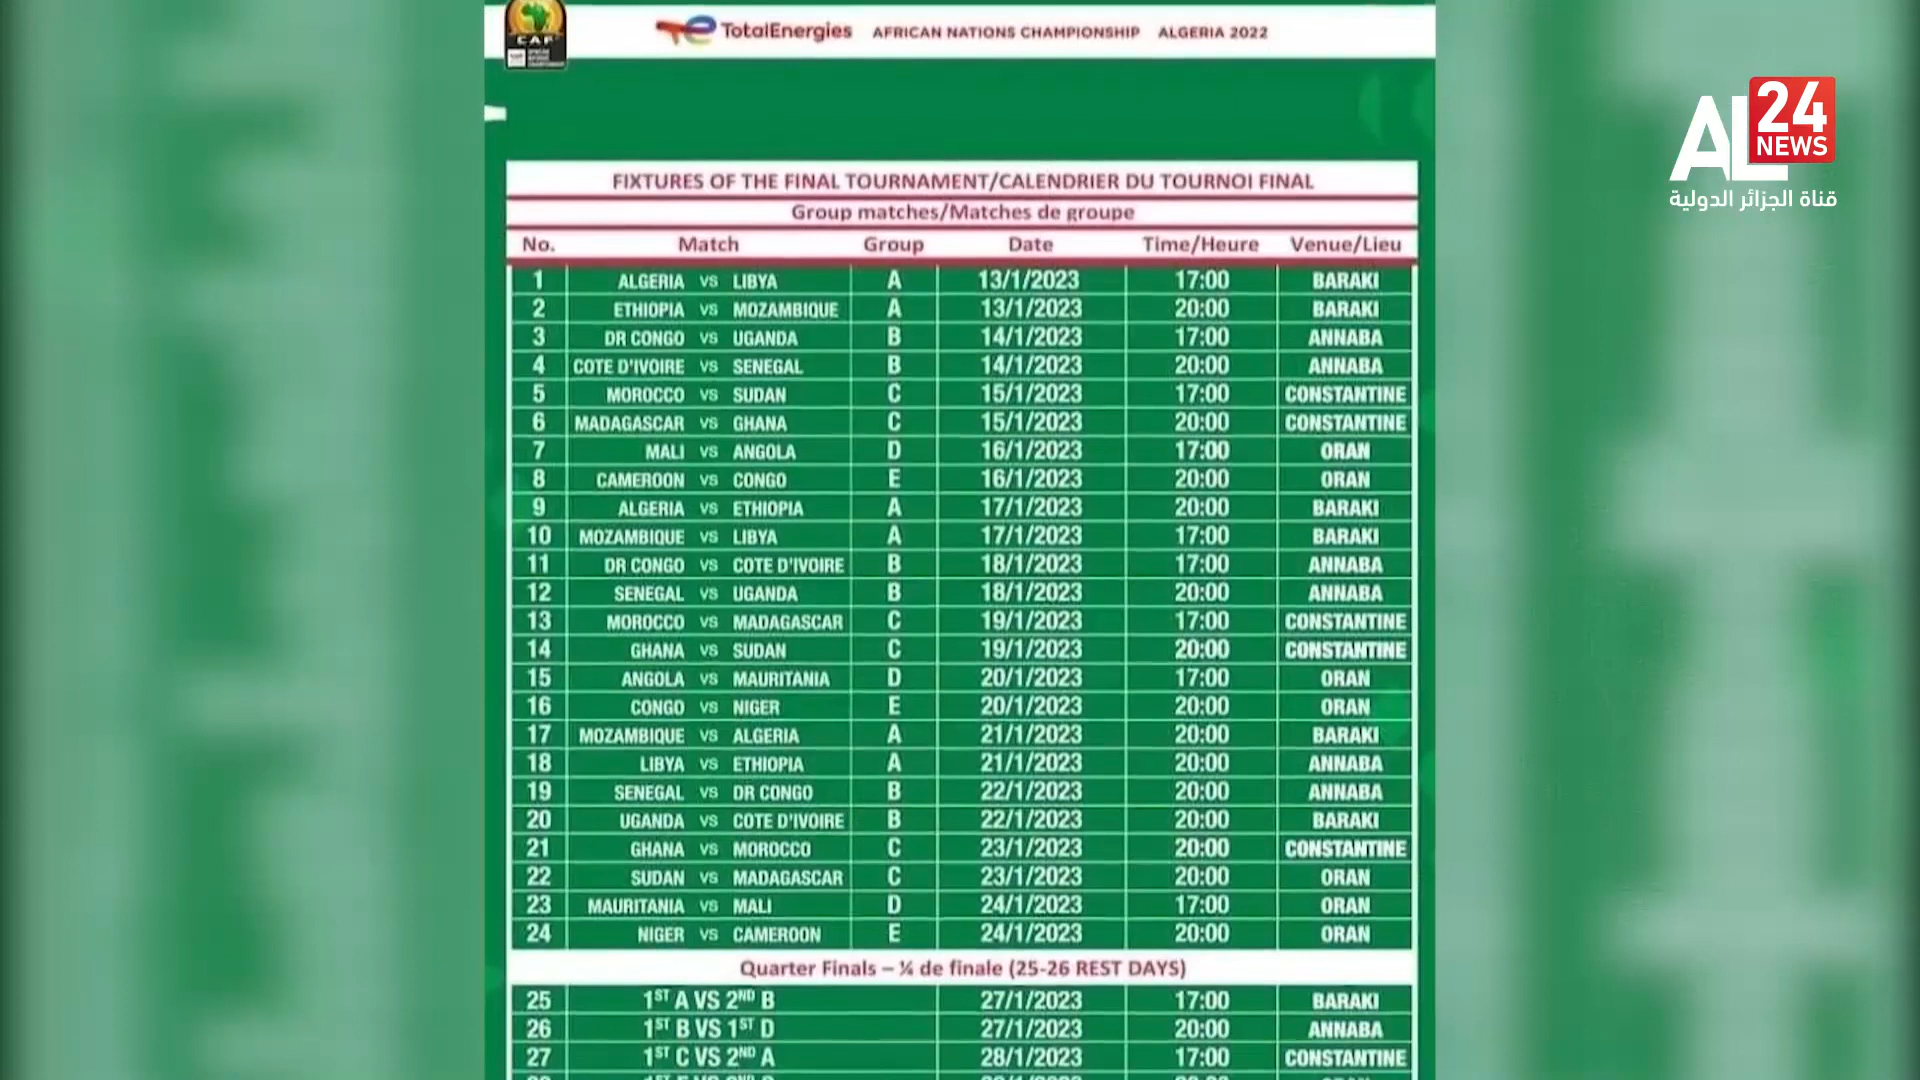 CAF
TotalEnergies AFRICAN NATIONS CHAMPIONSHIP ALGERIA 2022
AL 24 NEWS
قناة الجزائر الدولية
FIXTURES OF THE FINAL TOURNAMENT/CALENDRIER DU TOURNOI FINAL
Group matches/Matches de groupe
No. Match Group Date Time/Heure Venue/Lieu
1 ALGERIA VS LIBYA A 13/1/2023 17:00 BARAKI
2 ETHIOPIA VS MOZAMBIQUE A 13/1/2023 20:00 BARAKI
3 DR CONGO VS UGANDA B 14/1/2023 17:00 ANNABA
4 COTE D'IVOIRE VS SENEGAL B 14/1/2023 20:00 ANNABA
5 MOROCCO VS SUDAN C 15/1/2023 17:00 CONSTANTINE
6 MADAGASCAR VS GHANA C 15/1/2023 20:00 CONSTANTINE
7 MALI VS ANGOLA D 16/1/2023 17:00 ORAN
8 CAMEROON VS CONGO E 16/1/2023 20:00 ORAN
9 ALGERIA VS ETHIOPIA A 17/1/2023 20:00 BARAKI
10 MOZAMBIQUE VS LIBYA A 17/1/2023 17:00 BARAKI
11 DR CONGO VS COTE D'IVOIRE B 18/1/2023 17:00 ANNABA
12 SENEGAL VS UGANDA B 18/1/2023 20:00 ANNABA
13 MOROCCO VS MADAGASCAR C 19/1/2023 17:00 CONSTANTINE
14 GHANA VS SUDAN C 19/1/2023 20:00 CONSTANTINE
15 ANGOLA VS MAURITANIA D 20/1/2023 17:00 ORAN
16 CONGO VS NIGER E 20/1/2023 20:00 ORAN
17 MOZAMBIQUE VS ALGERIA A 21/1/2023 20:00 BARAKI
18 LIBYA VS ETHIOPIA A 21/1/2023 20:00 ANNABA
19 SENEGAL VS DR CONGO B 22/1/2023 20:00 ANNABA
20 UGANDA VS COTE D'IVOIRE B 22/1/2023 20:00 BARAKI
21 GHANA VS MOROCCO C 23/1/2023 20:00 CONSTANTINE
22 SUDAN VS MADAGASCAR C 23/1/2023 20:00 ORAN
23 MAURITANIA VS MALI D 24/1/2023 17:00 ORAN
24 NIGER VS CAMEROON E 24/1/2023 20:00 ORAN
Quarter Finals – ¼ de finale (25-26 REST DAYS)
25 1ST A VS 2ND B 27/1/2023 17:00 BARAKI
26 1ST B VS 1ST D 27/1/2023 20:00 ANNABA
27 1ST C VS 2ND A 28/1/2023 17:00 CONSTANTINE